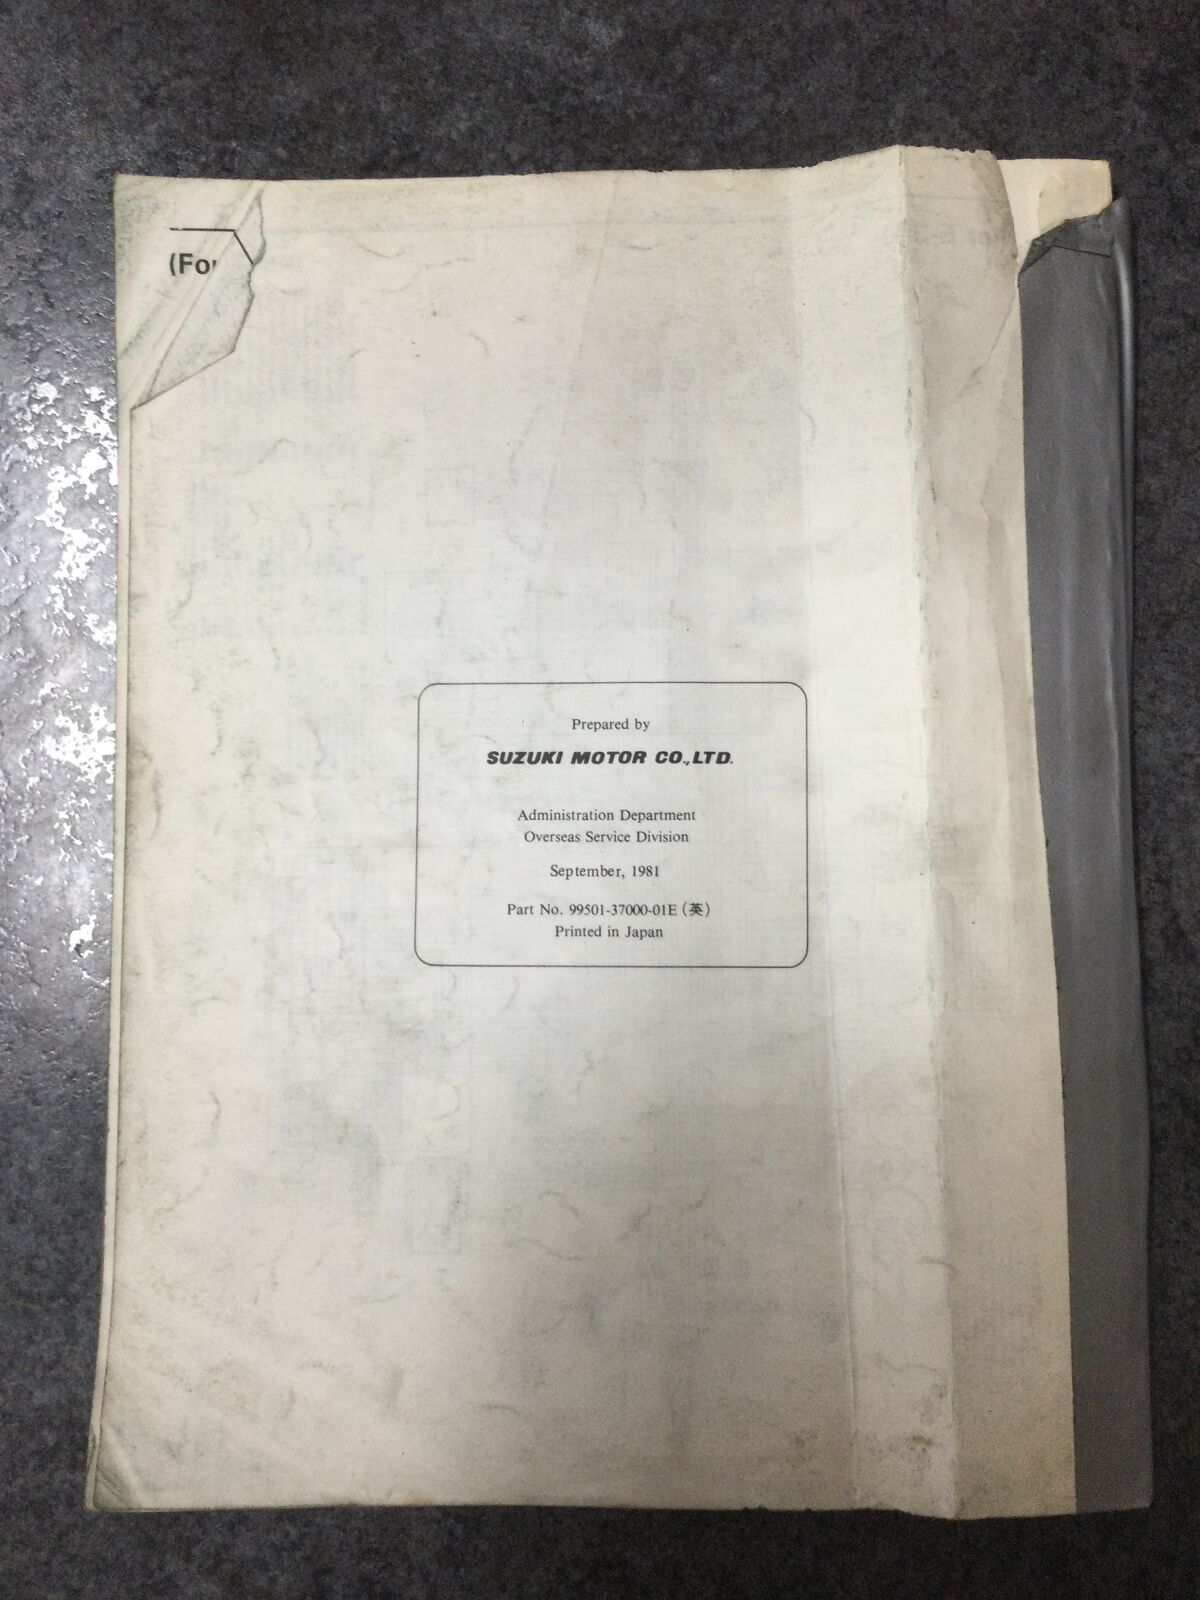 (Fo
Prepared by
SUZUKI MOTOR CO.,LTD.
Administration Department
Overseas Service Division
September, 1981
Part No. 99501-37000-01E (英)
Printed in Japan